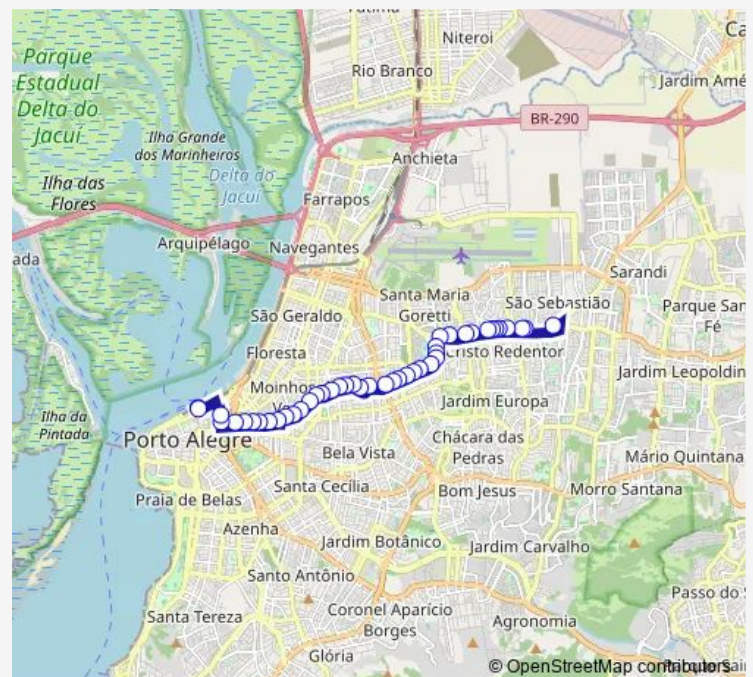 Niteroi
Ca
Parque
Estadual
Delta do
Jacuí
Rio Branco
Jardim Amé
BR-290
Ilha Grande
dos Marinheiros
Anchieta
Delta do
Jacuí
Ilha das
Flores
Farrapos
Arquipélago
Navegantes
ada
Sarandi
Santa Maria
Goretti
São Sebastião
Parque San
Fé
São Geraldo
Floresta
Cristo Redentor
Jardim Leopoldin
Moinhos
Jardim Europa
Ilha da
Pintada
Porto Alegre
Chácara das
Pedras
Bela Vista
Mário Quintana
Santa Cecília
Bom Jesus
Morro Santana
Praia de Belas
Azenha
Jardim Botânico
Jardim Carvalho
Santo Antônio
Passo do S
Santa Tereza
Coronel Aparicio
Borges
Agronomia
Glória
© OpenStreetMap contributors